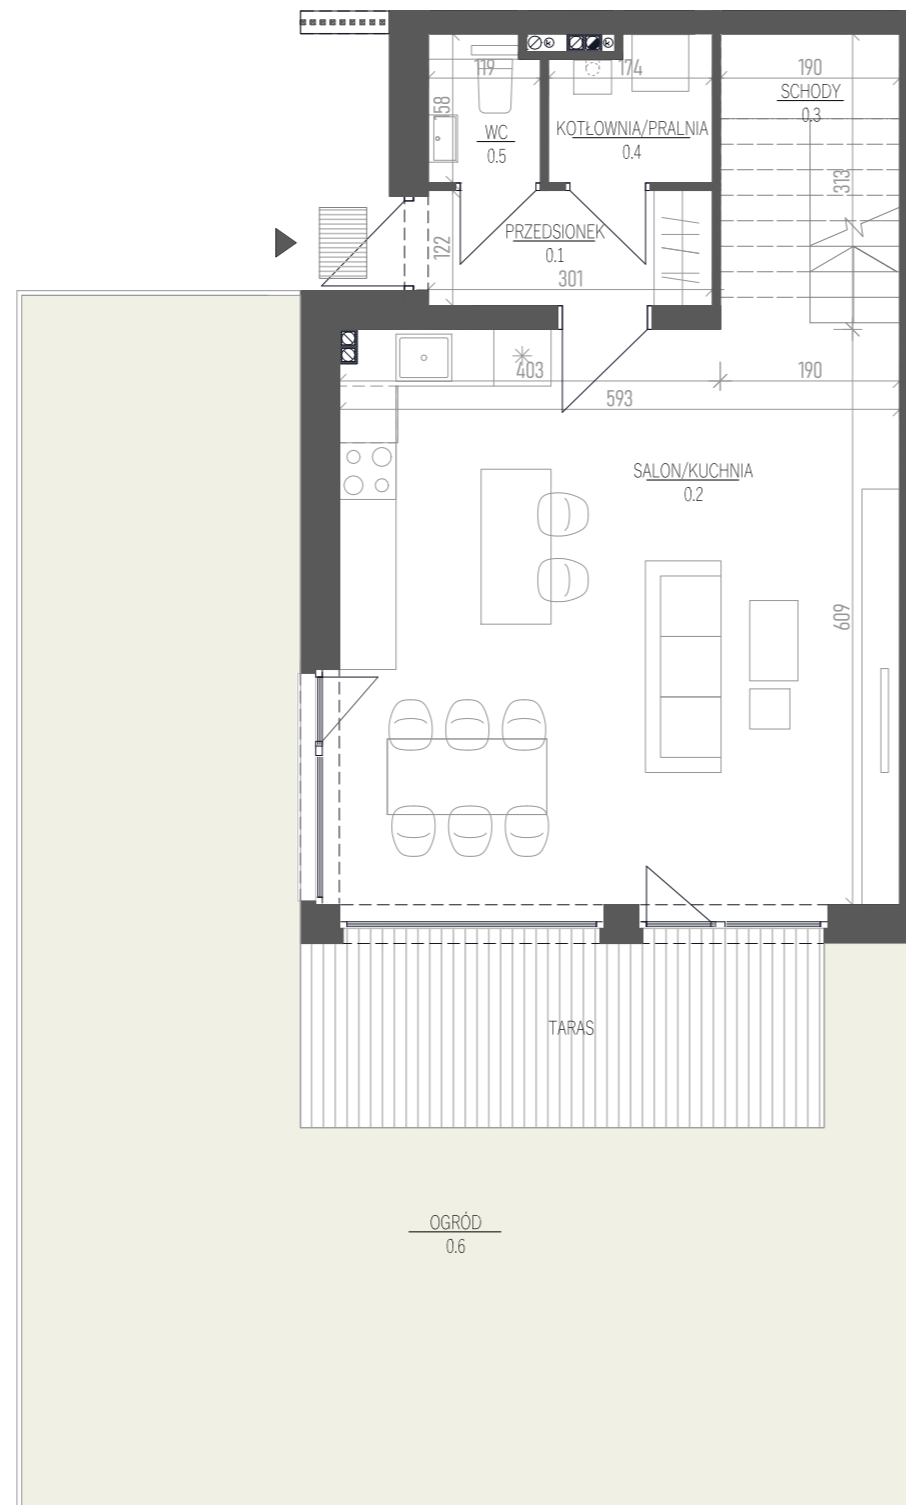 119
174
190
SCHODY
0.3
158
WC
0.5
KOTŁOWNIA/PRALNIA
0.4
313
PRZEDSIONEK
0.1
122
301
403
190
593
SALON/KUCHNIA
0.2
609
TARAS
OGRÓD
0.6